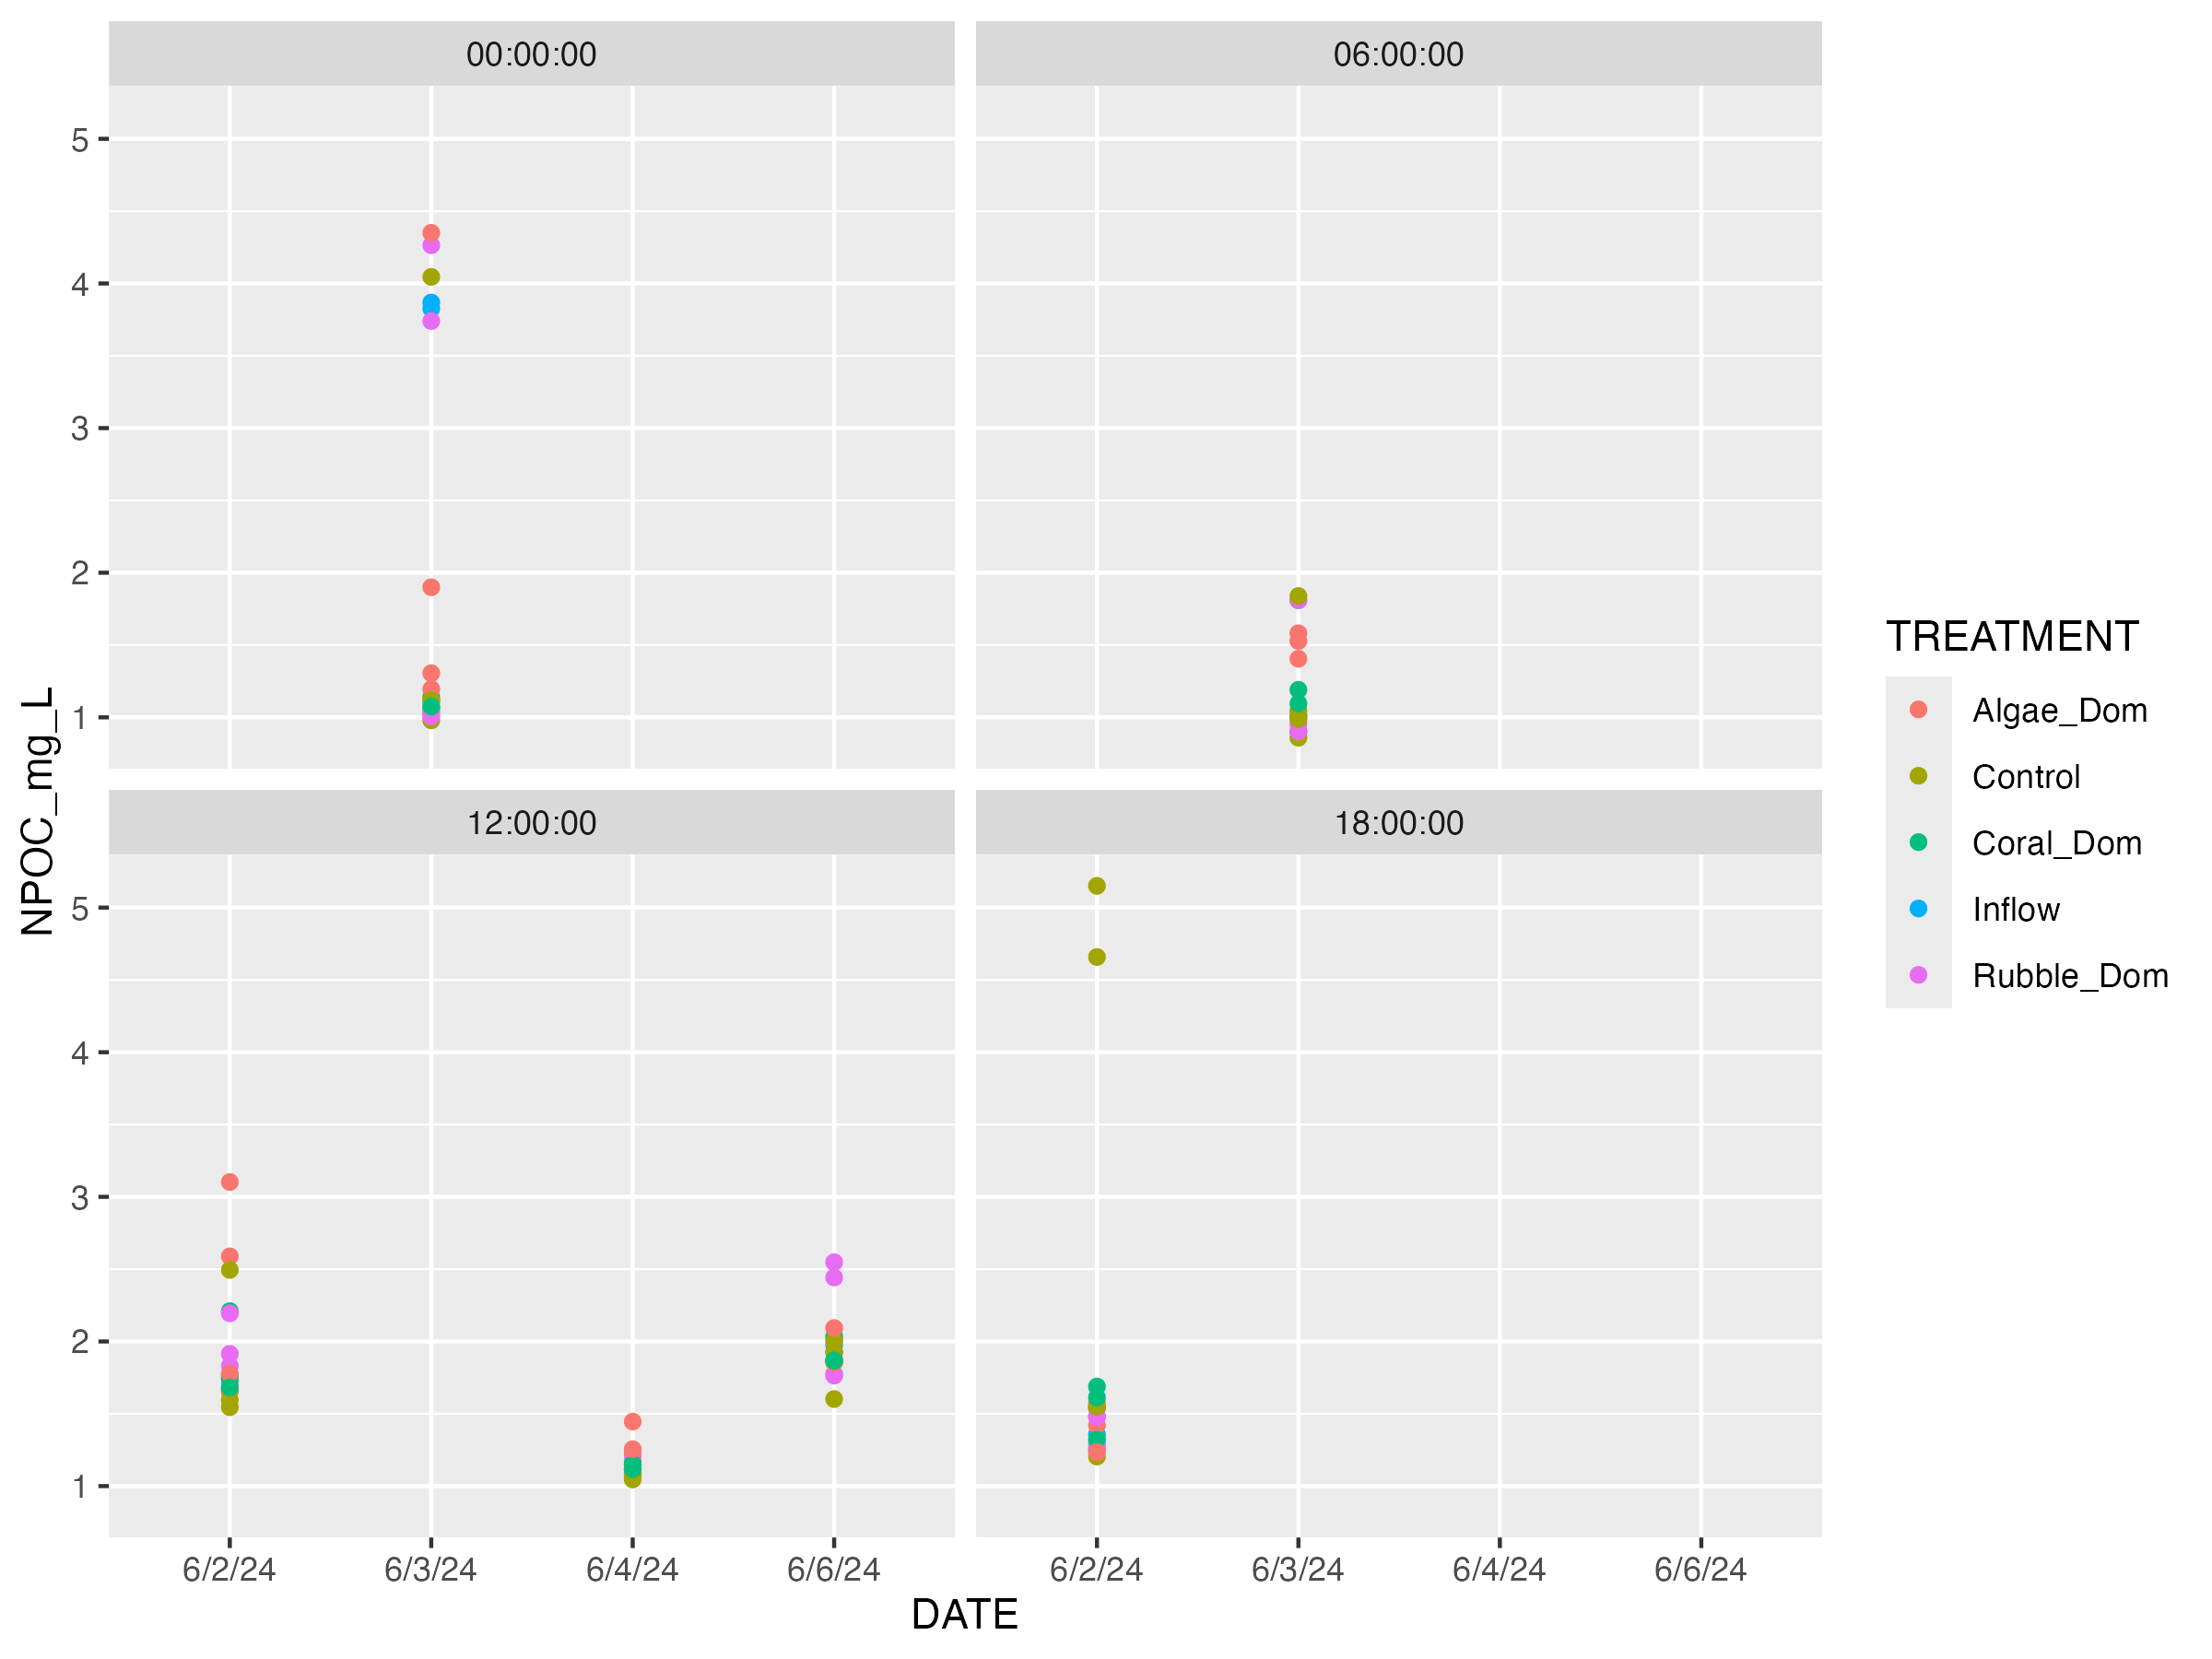 00:00:00
06:00:00
5
4
3
2
1
12:00:00
18:00:00
5
4
3
2
1
6/2/24
6/3/24
6/4/24
6/6/24
6/2/24
6/3/24
6/4/24
6/6/24
DATE
NPOC_mg_L
TREATMENT
Algae_Dom
Control
Coral_Dom
Inflow
Rubble_Dom